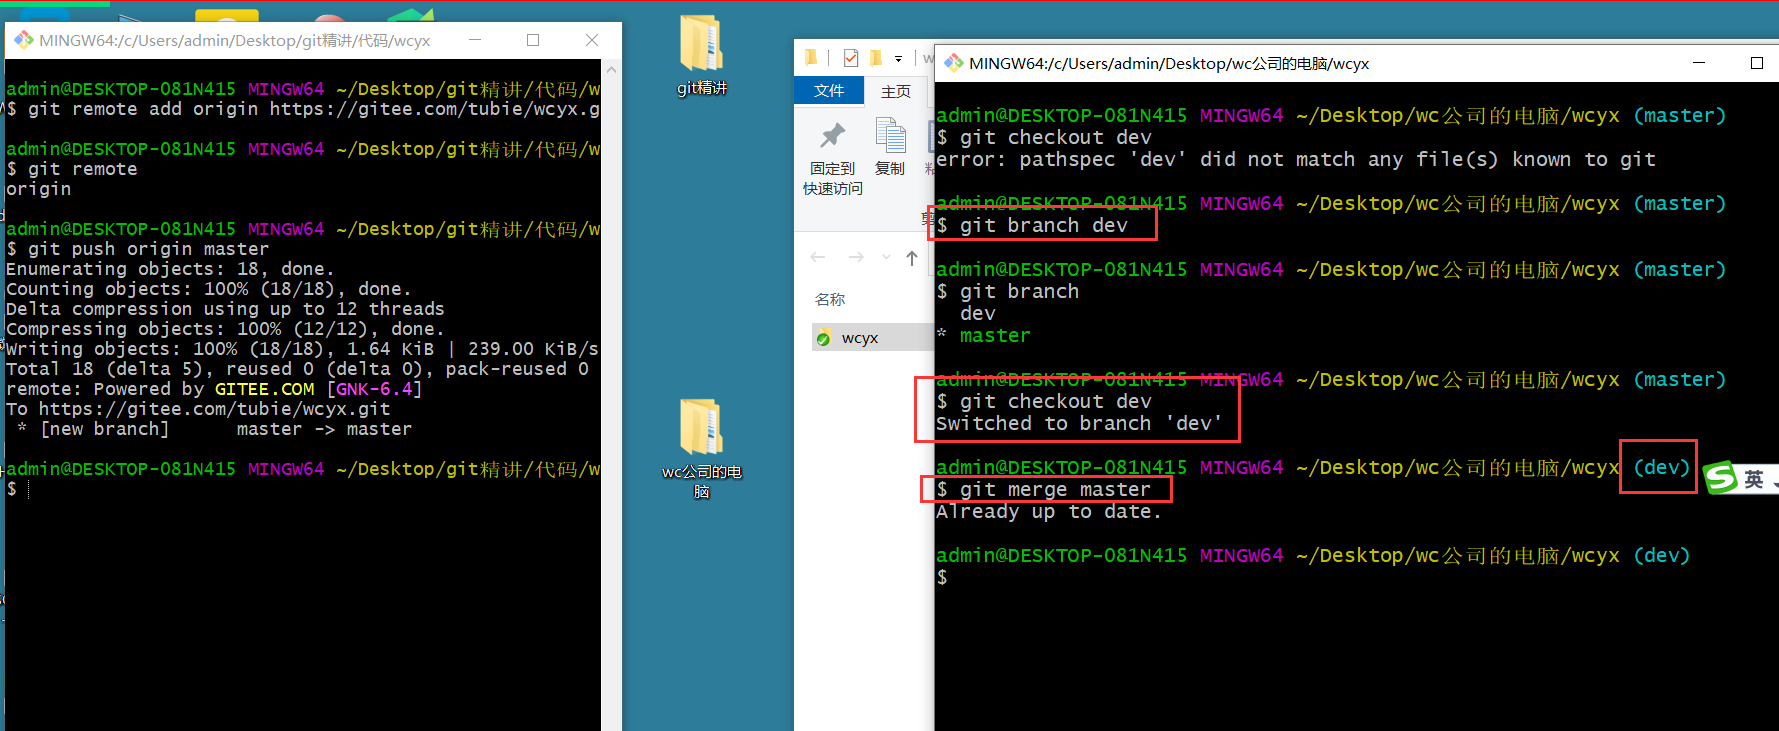 MINGW64:/c/Users/admin/Desktop/git精讲/代码/wcyx
admin@DESKTOP-081N415 MINGW64 ~/Desktop/git精讲/代码/w
$ git remote add origin https://gitee.com/tubie/wcyx.g
admin@DESKTOP-081N415 MINGW64 ~/Desktop/git精讲/代码/w
$ git remote
origin
admin@DESKTOP-081N415 MINGW64 ~/Desktop/git精讲/代码/w
$ git push origin master
Enumerating objects: 18, done.
Counting objects: 100% (18/18), done.
Delta compression using up to 12 threads
Compressing objects: 100% (12/12), done.
Writing objects: 100% (18/18), 1.64 KiB | 239.00 KiB/s
Total 18 (delta 5), reused 0 (delta 0), pack-reused 0
remote: Powered by GITEE.COM [GNK-6.4]
To https://gitee.com/tubie/wcyx.git
* [new branch]      master -> master
admin@DESKTOP-081N415 MINGW64 ~/Desktop/git精讲/代码/w
$
git精讲
wc公司的电
脑
文件
主页
固定到
快速访问
复制
名称
wcyx
MINGW64:/c/Users/admin/Desktop/wc公司的电脑/wcyx
admin@DESKTOP-081N415 MINGW64 ~/Desktop/wc公司的电脑/wcyx (master)
$ git checkout dev
error: pathspec 'dev' did not match any file(s) known to git
admin@DESKTOP-081N415 MINGW64 ~/Desktop/wc公司的电脑/wcyx (master)
$ git branch dev
admin@DESKTOP-081N415 MINGW64 ~/Desktop/wc公司的电脑/wcyx (master)
$ git branch
dev
* master
admin@DESKTOP-081N415 MINGW64 ~/Desktop/wc公司的电脑/wcyx (master)
$ git checkout dev
Switched to branch 'dev'
admin@DESKTOP-081N415 MINGW64 ~/Desktop/wc公司的电脑/wcyx (dev)
$ git merge master
Already up to date.
admin@DESKTOP-081N415 MINGW64 ~/Desktop/wc公司的电脑/wcyx (dev)
$
英